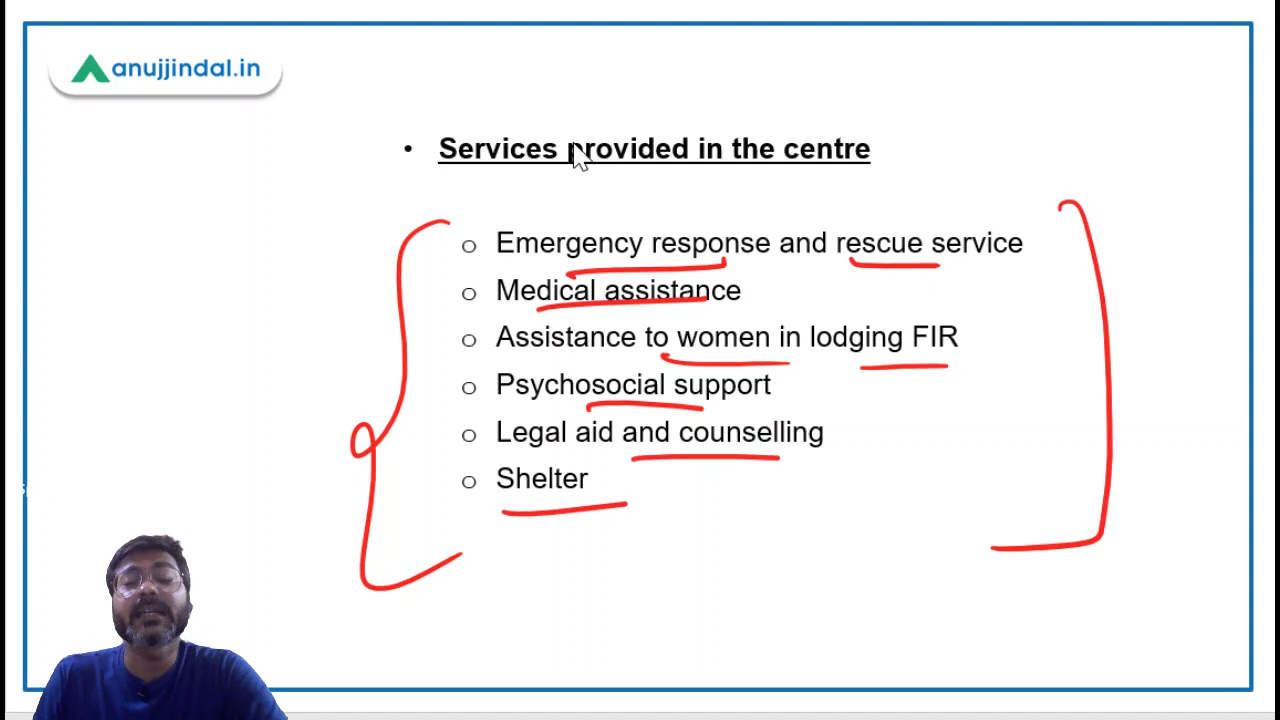 anujjindal.in
• Services provided in the centre
o Emergency response and rescue service
o Medical assistance
o Assistance to women in lodging FIR
o Psychosocial support
o Legal aid and counselling
o Shelter